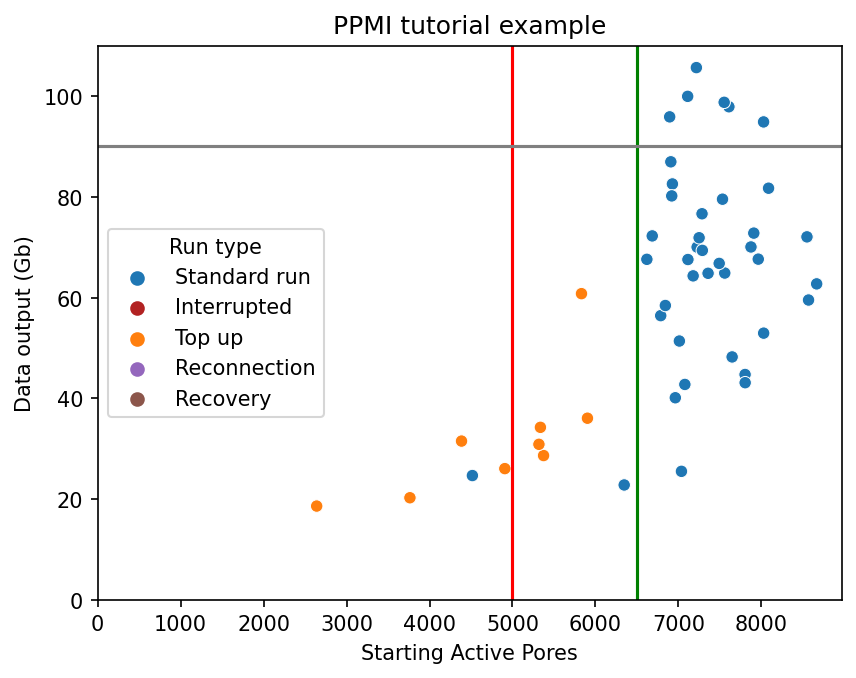 PPMI tutorial example
Data output (Gb)
100
80
60
40
20
0
Run type
Standard run
Interrupted
Top up
Reconnection
Recovery
0 1000 2000 3000 4000 5000 6000 7000 8000
Starting Active Pores